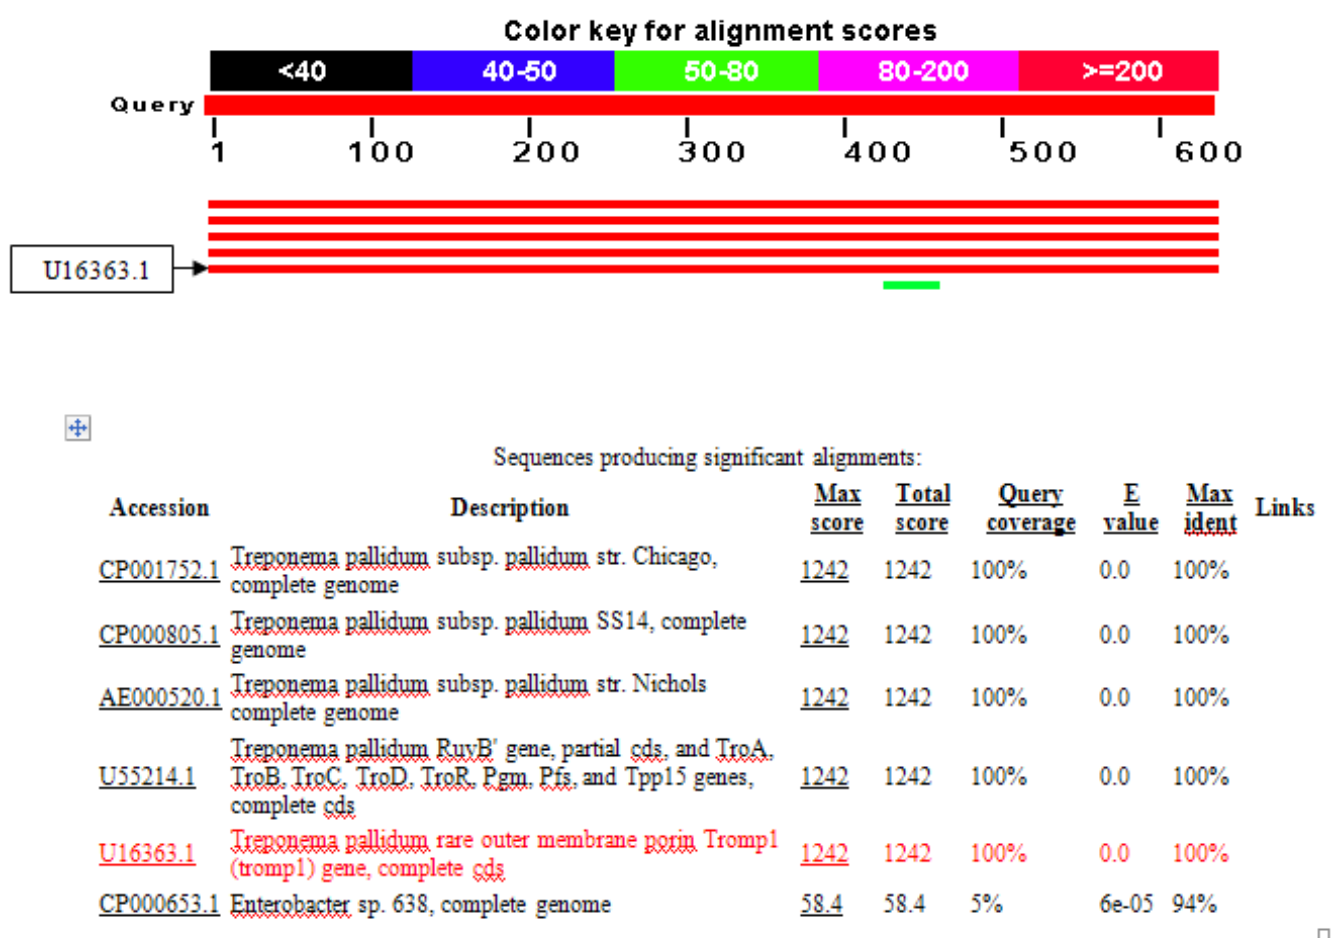 Color key for alignment scores
<40 40-50 50-80 80-200 >=200
Query
1 100 200 300 400 500 600
U16363.1
Sequences producing significant alignments:
Accession Description Max score Total score Query coverage E value Max ident Links
CP001752.1 Treponema pallidum subsp. pallidum str. Chicago, complete genome 1242 1242 100% 0.0 100%
CP000805.1 Treponema pallidum subsp. pallidum SS14, complete genome 1242 1242 100% 0.0 100%
AE000520.1 Treponema pallidum subsp. pallidum str. Nichols complete genome 1242 1242 100% 0.0 100%
U55214.1 Treponema pallidum RuvB' gene, partial cds, and TroA, TroB, TroC, TroD, TroR, Pgm, Pfs, and Tpp15 genes, complete cds 1242 1242 100% 0.0 100%
U16363.1 Treponema pallidum rare outer membrane porin Tromp1 (tromp1) gene, complete cds 1242 1242 100% 0.0 100%
CP000653.1 Enterobacter sp. 638, complete genome 58.4 58.4 5% 6e-05 94%